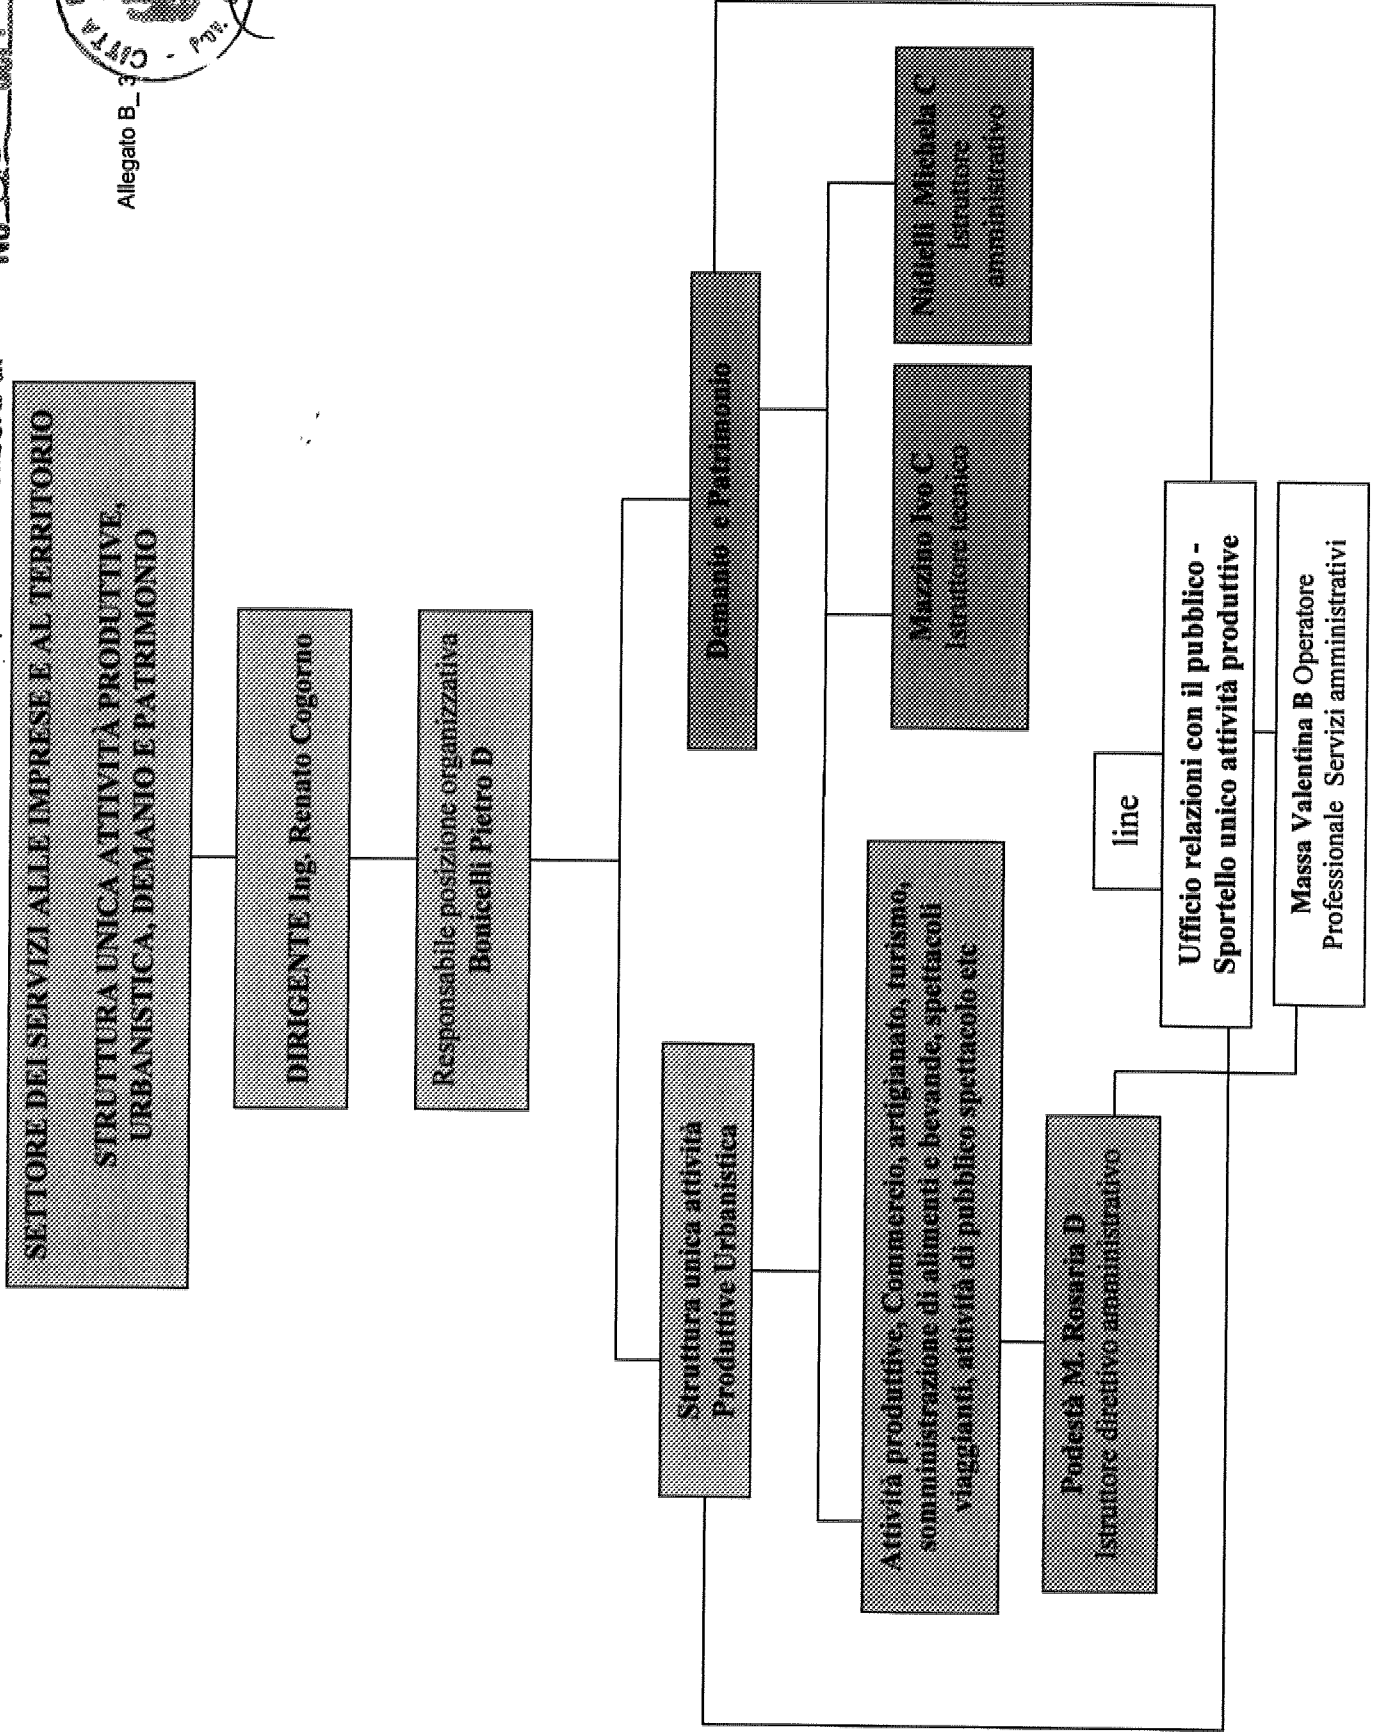 Allegato B_ 3
CITTÀ
- Prov.
SETTORE DEI SERVIZI ALLE IMPRESE E AL TERRITORIO
STRUTTURA UNICA ATTIVITÀ PRODUTTIVE,
URBANISTICA, DEMANIO E PATRIMONIO
DIRIGENTE Ing. Renato Cogorno
Responsabile posizione organizzativa
Bonicelli Pietro D
Struttura unica attività
Produttive Urbanistica
Demanio e Patrimonio
Attività produttive, Commercio, artigianato, turismo,
somministrazione di alimenti e bevande,spettacoli
viaggianti, attività di pubblico spettacolo etc
Mazzino Ivo C
Istruttore tecnico
Nidielli Michela C
Istruttore
amministrativo
Podestà M. Rosaria D
Istruttore direttivo amministrativo
line
Ufficio relazioni con il pubblico -
Sportello unico attività produttive
Massa Valentina B Operatore
Professionale Servizi amministrativi